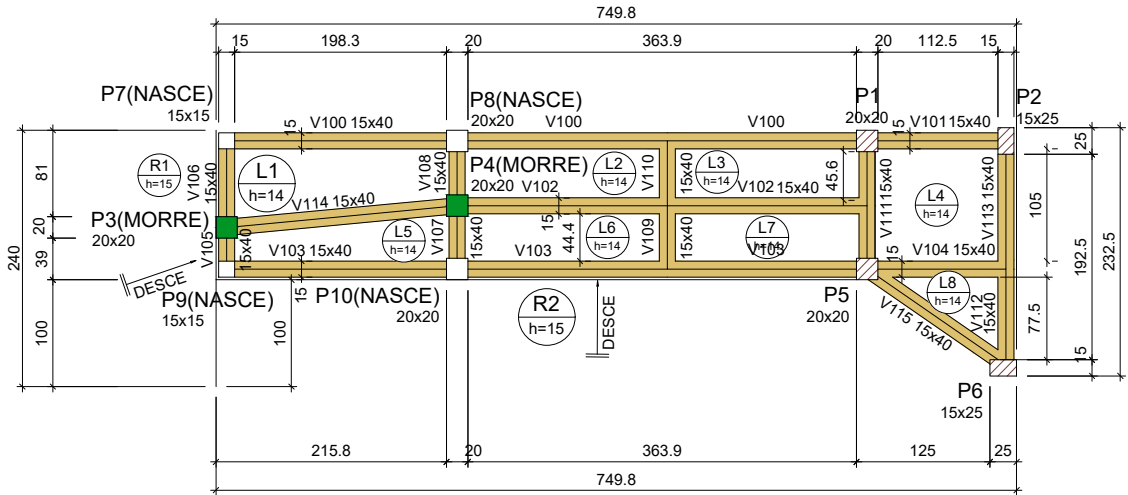 749.8
15 198.3 20 363.9 20 112.5 15
P7(NASCE)
15x15
P8(NASCE)
20x20
P1
20x20
P2
15x25
V100 15x40
15
V100
V100
V101 15x40
15
25
81
R1
h=15
V106
15x40
L1
h=14
V108
15x40
P4(MORRE)
20x20
L2
h=14
V110
15x40
L3
h=14
45.6
V111 15x40
L4
h=14
V113 15x40
105
V114 15x40
V102
V102 15x40
240
20
P3(MORRE)
20x20
39
V105
15x40
L5
h=14
V107
15x40
15
44.4
L6
h=14
V109
15x40
L7
h=14
192.5
232.5
V103 15x40
V103
V103
15
V104 15x40
DESCE
15
P9(NASCE)
15x15
P10(NASCE)
20x20
R2
h=15
DESCE
P5
20x20
L8
h=14
V112
15x40
V115 15x40
77.5
100
100
15
P6
15x25
215.8 20 363.9 125 25
749.8